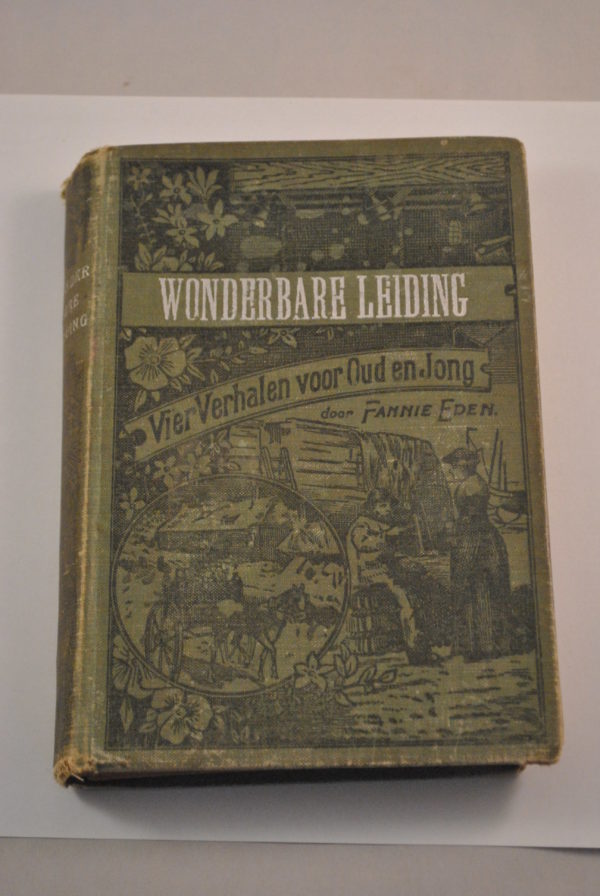 WONDERBARE LEIDING
Vier Verhalen voor Oud en Jong
door FANNIE EDEN.